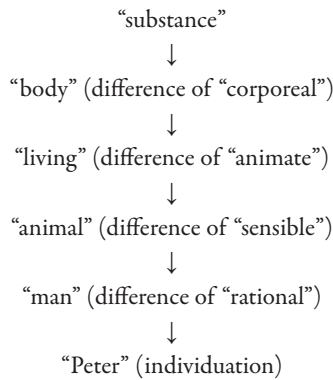 “substance”
↓
“body” (difference of “corporeal”)
↓
“living” (difference of “animate”)
↓
“animal” (difference of “sensible”)
↓
“man” (difference of “rational”)
↓
“Peter” (individuation)